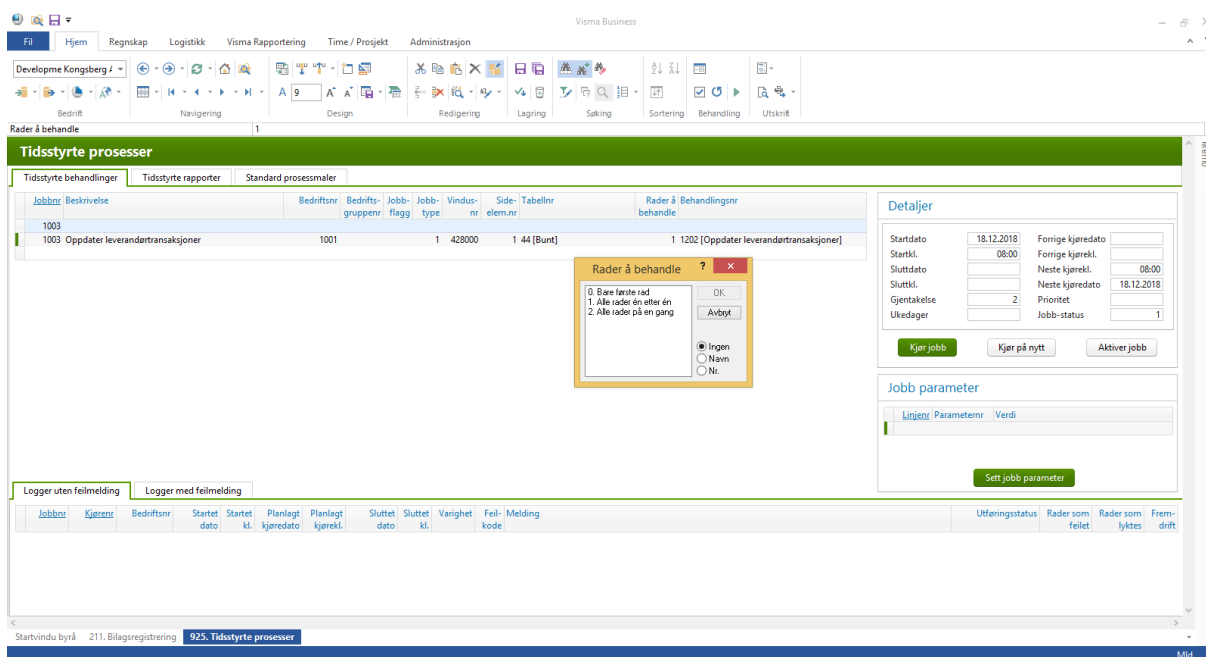 Visma Business
Fil Hjem Regnskap Logistikk Visma Rapportering Time / Prosjekt Administrasjon
Developme Kongsberg
A 9
Bedrift Navigering Design Redigering Lagring Søking Sortering Behandling Utskrift
Rader å behandle 1
Tidsstyrte prosesser
Tidsstyrte behandlinger Tidsstyrte rapporter Standard prosessmaler
Jobbnr Beskrivelse Bedriftsnr Bedrifts- Jobb- Jobb- Vindus- Side- Tabellnr Rader å Behandlingsnr
gruppenr flagg type nr elem.nr behandle
1003
1003 Oppdater leverandørtransaksjoner 1001 1 428000 1 44 [Bunt] 1 1202 [Oppdater leverandørtransaksjoner]
Rader å behandle ? ×
0. Bare første rad
1. Alle rader én etter én
2. Alle rader på en gang
OK
Avbryt
Ingen
Navn
Nr.
Detaljer
Startdato 18.12.2018 Forrige kjøredato
Startkl. 08:00 Forrige kjørekl.
Sluttdato Neste kjørekl. 08:00
Sluttkl. Neste kjøredato 18.12.2018
Gjentakelse 2 Prioritet
Ukedager Jobb-status 1
Kjør jobb Kjør på nytt Aktiver jobb
Jobb parameter
Linjenr Parameternr Verdi
Sett jobb parameter
Logger uten feilmelding Logger med feilmelding
Jobbnr Kjørenr Bedriftsnr Startet Startet Planlagt Planlagt Sluttet Sluttet Varighet Feil- Melding Utføringsstatus Rader som Rader som Frem-
dato kl. kjøredato kjørekl. dato kl. kode feilet lyktes drift
Startvindu byrå 211. Bilagsregistrering 925. Tidsstyrte prosesser
Mld